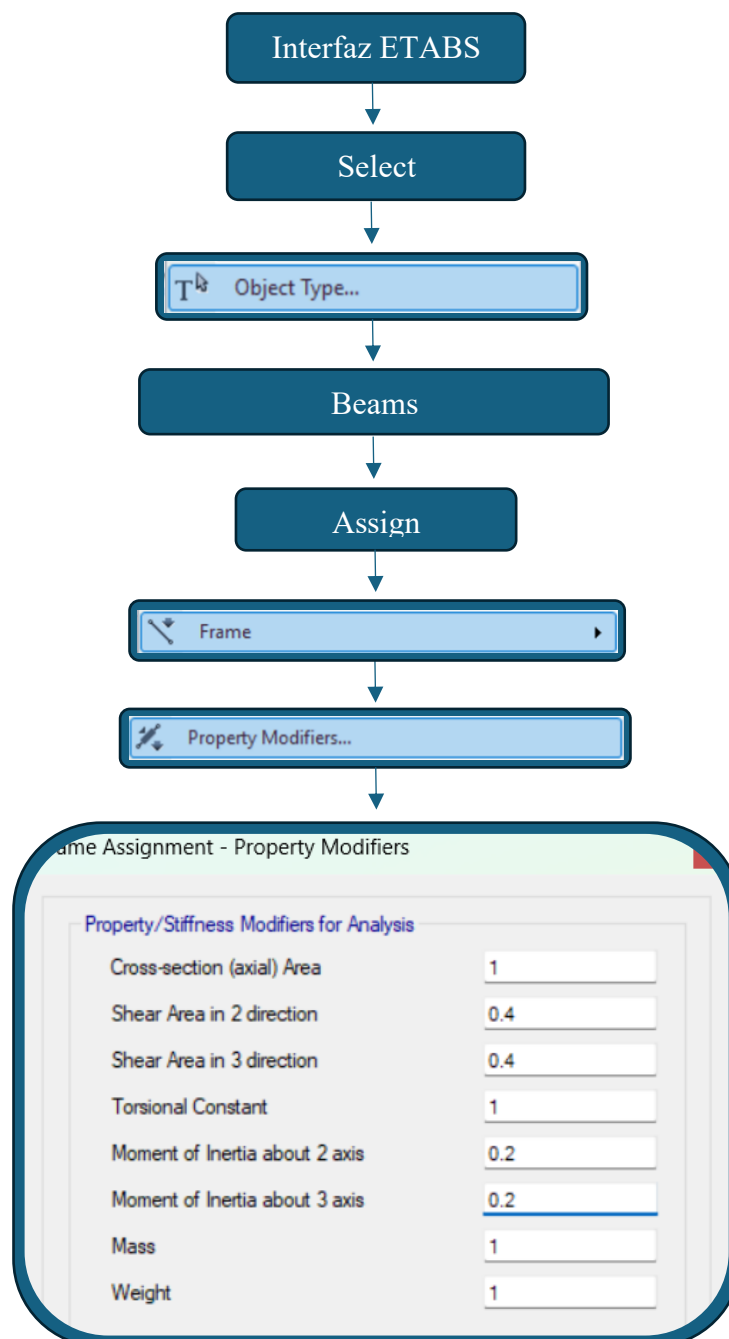 Interfaz ETABS
Select
Object Type...
Beams
Assign
Frame
Property Modifiers...
ame Assignment - Property Modifiers
Property/Stiffness Modifiers for Analysis
Cross-section (axial) Area 1
Shear Area in 2 direction 0.4
Shear Area in 3 direction 0.4
Torsional Constant 1
Moment of Inertia about 2 axis 0.2
Moment of Inertia about 3 axis 0.2
Mass 1
Weight 1